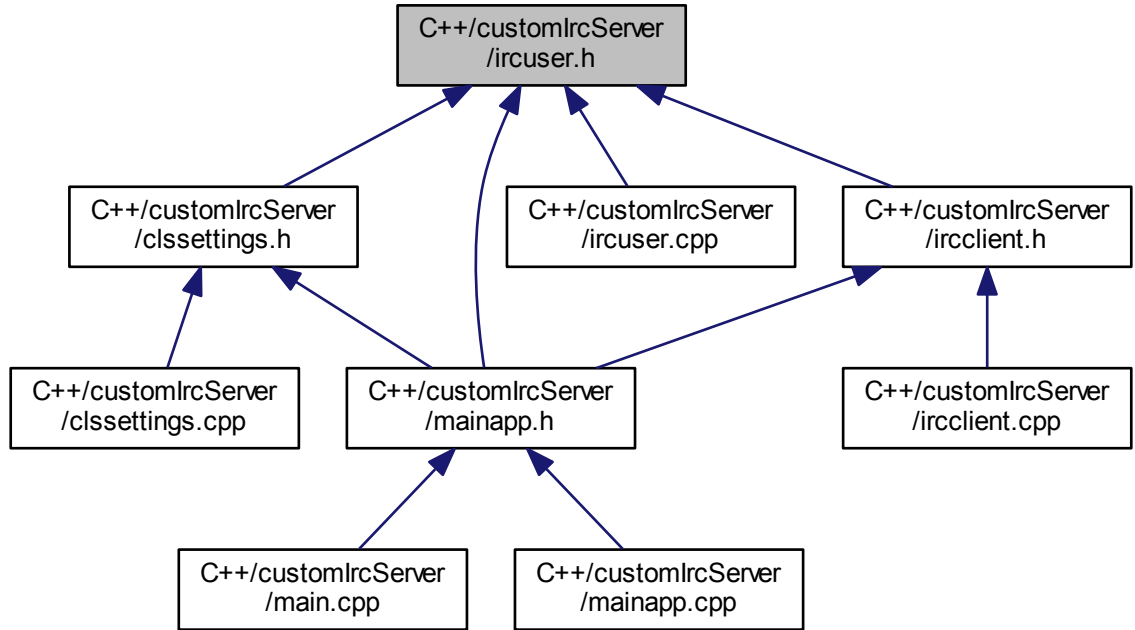 C++/customIrcServer
/ircuser.h
C++/customIrcServer
/clssettings.h
C++/customIrcServer
/ircuser.cpp
C++/customIrcServer
/ircclient.h
C++/customIrcServer
/clssettings.cpp
C++/customIrcServer
/mainapp.h
C++/customIrcServer
/ircclient.cpp
C++/customIrcServer
/main.cpp
C++/customIrcServer
/mainapp.cpp